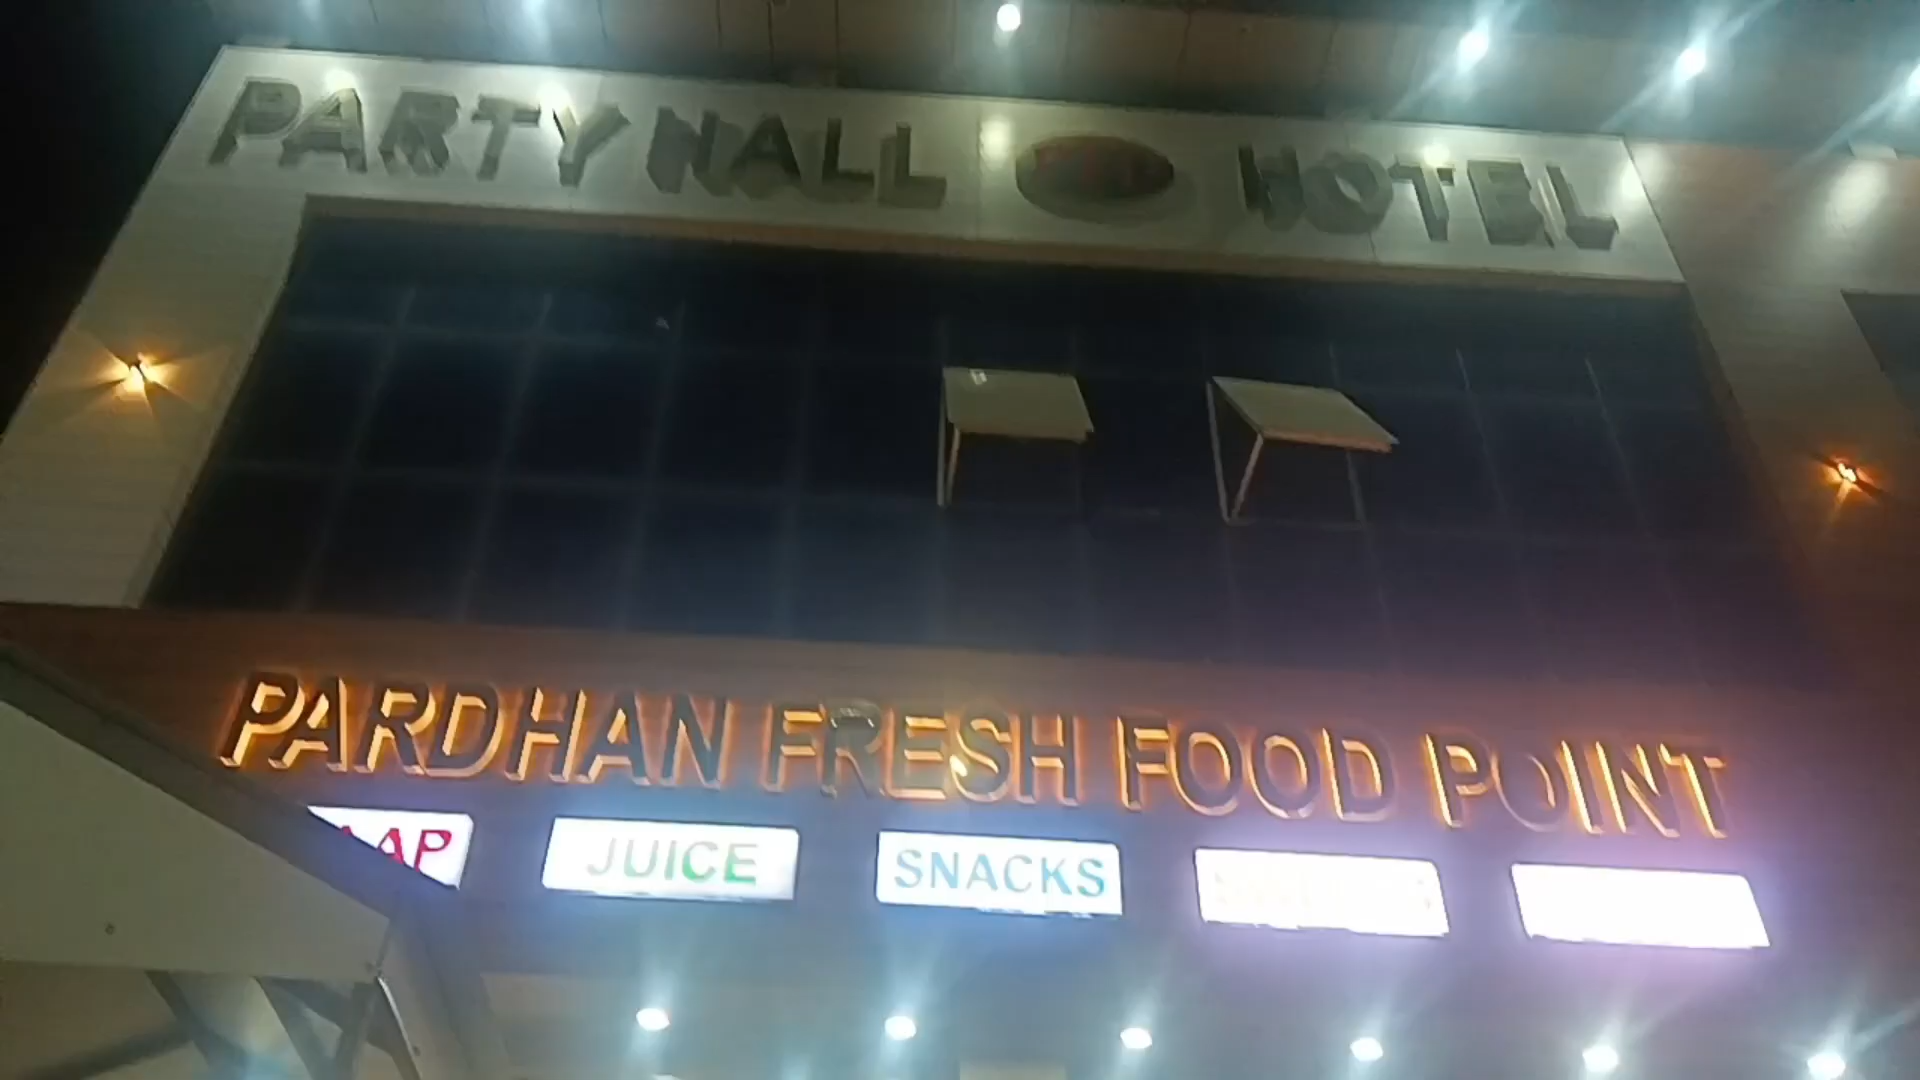 PARTY HALL HOTEL
PARDHAN FRESH FOOD POINT
JUICE
SNACKS